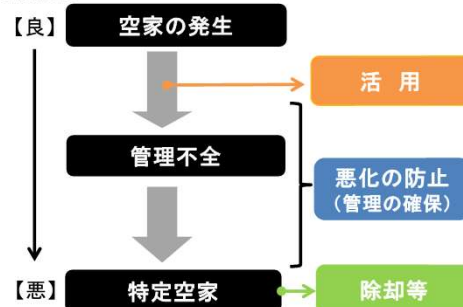 【良】
空家の発生
活 用
管理不全
悪化の防止
(管理の確保)
【悪】
特定空家
除却等